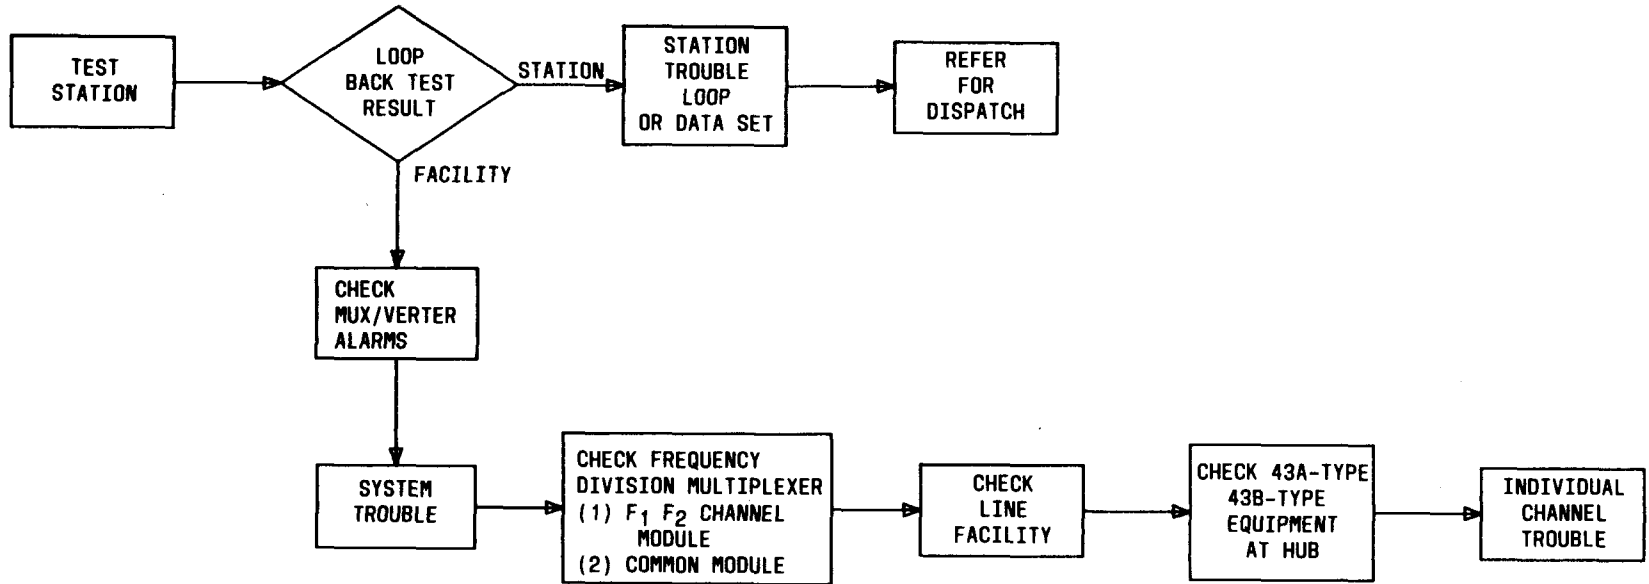 TEST
STATION
LOOP
BACK TEST
RESULT
STATION
STATION
TROUBLE
LOOP
OR DATA SET
REFER
FOR
DISPATCH
FACILITY
CHECK
MUX/VERTER
ALARMS
SYSTEM
TROUBLE
CHECK FREQUENCY
DIVISION MULTIPLEXER
(1) F₁ F₂ CHANNEL
MODULE
(2) COMMON MODULE
CHECK
LINE
FACILITY
CHECK 43A-TYPE
43B-TYPE
EQUIPMENT
AT HUB
INDIVIDUAL
CHANNEL
TROUBLE